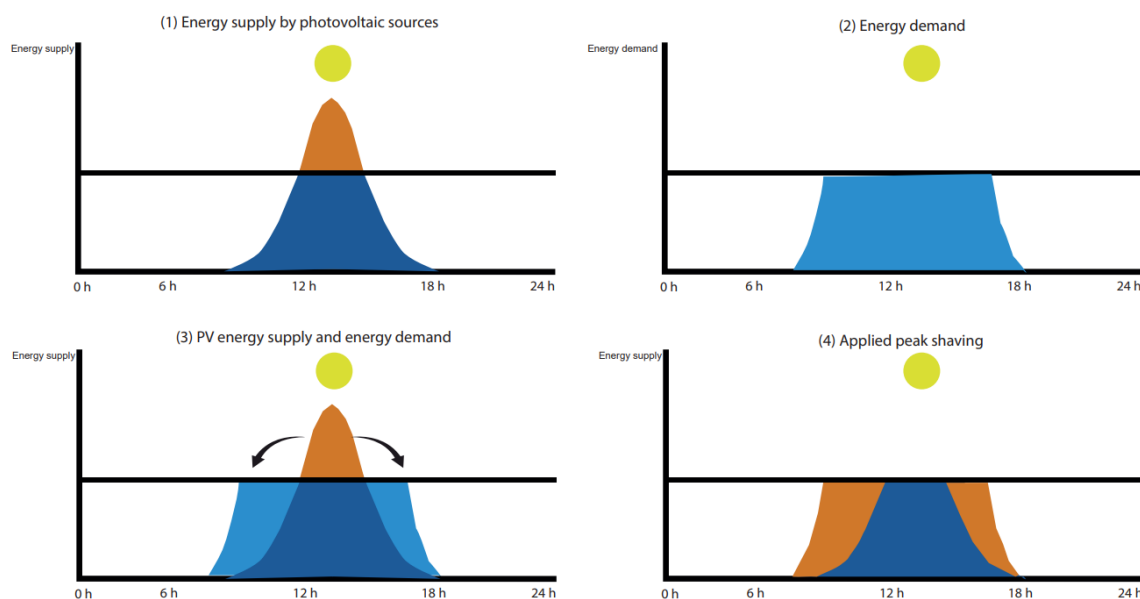 (1) Energy supply by photovoltaic sources
Energy supply
0 h 6 h 12 h 18 h 24 h
(2) Energy demand
Energy demand
0 h 6 h 12 h 18 h 24 h
(3) PV energy supply and energy demand
Energy supply
0 h 6 h 12 h 18 h 24 h
(4) Applied peak shaving
Energy supply
0 h 6 h 12 h 18 h 24 h